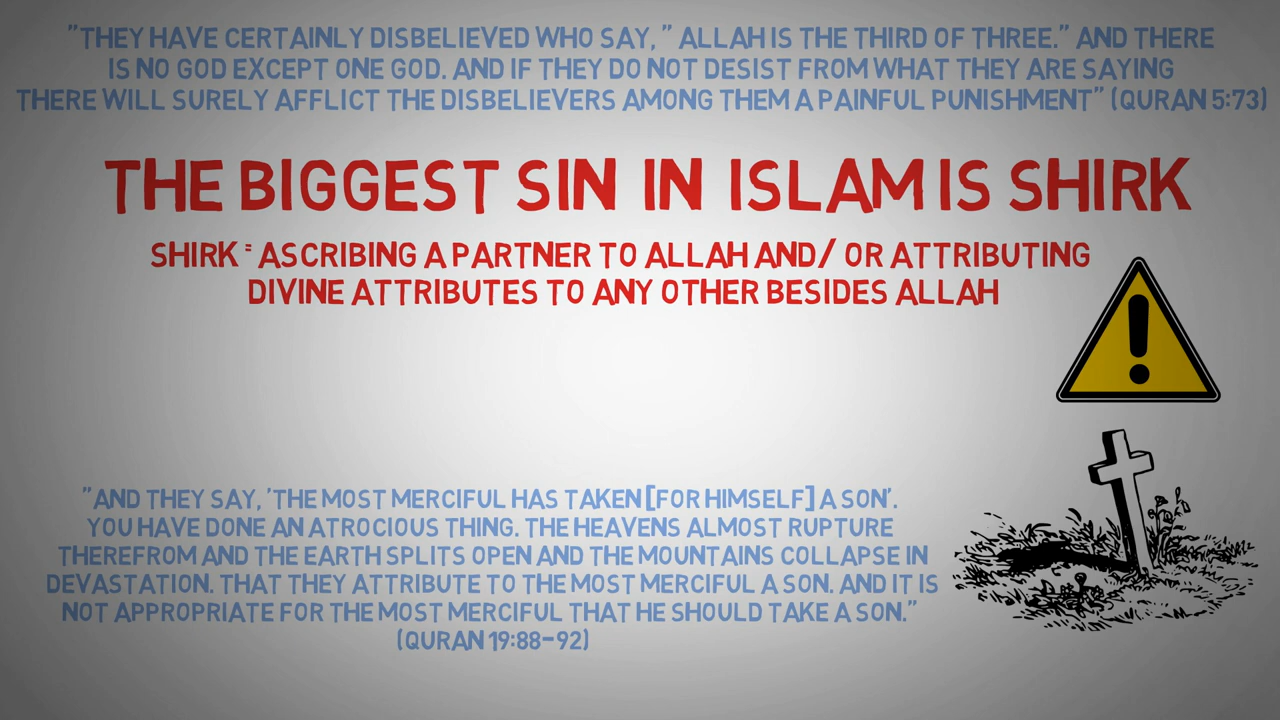 "THEY HAVE CERTAINLY DISBELIEVED WHO SAY, " ALLAH IS THE THIRD OF THREE." AND THERE
IS NO GOD EXCEPT ONE GOD. AND IF THEY DO NOT DESIST FROM WHAT THEY ARE SAYING
THERE WILL SURELY AFFLICT THE DISBELIEVERS AMONG THEM A PAINFUL PUNISHMENT" (QURAN 5:73)
THE BIGGEST SIN IN ISLAM IS SHIRK
SHIRK = ASCRIBING A PARTNER TO ALLAH AND/ OR ATTRIBUTING
DIVINE ATTRIBUTES TO ANY OTHER BESIDES ALLAH
"AND THEY SAY, 'THE MOST MERCIFUL HAS TAKEN [FOR HIMSELF] A SON'.
YOU HAVE DONE AN ATROCIOUS THING. THE HEAVENS ALMOST RUPTURE
THEREFROM AND THE EARTH SPLITS OPEN AND THE MOUNTAINS COLLAPSE IN
DEVASTATION. THAT THEY ATTRIBUTE TO THE MOST MERCIFUL A SON. AND IT IS
NOT APPROPRIATE FOR THE MOST MERCIFUL THAT HE SHOULD TAKE A SON."
(QURAN 19:88-92)